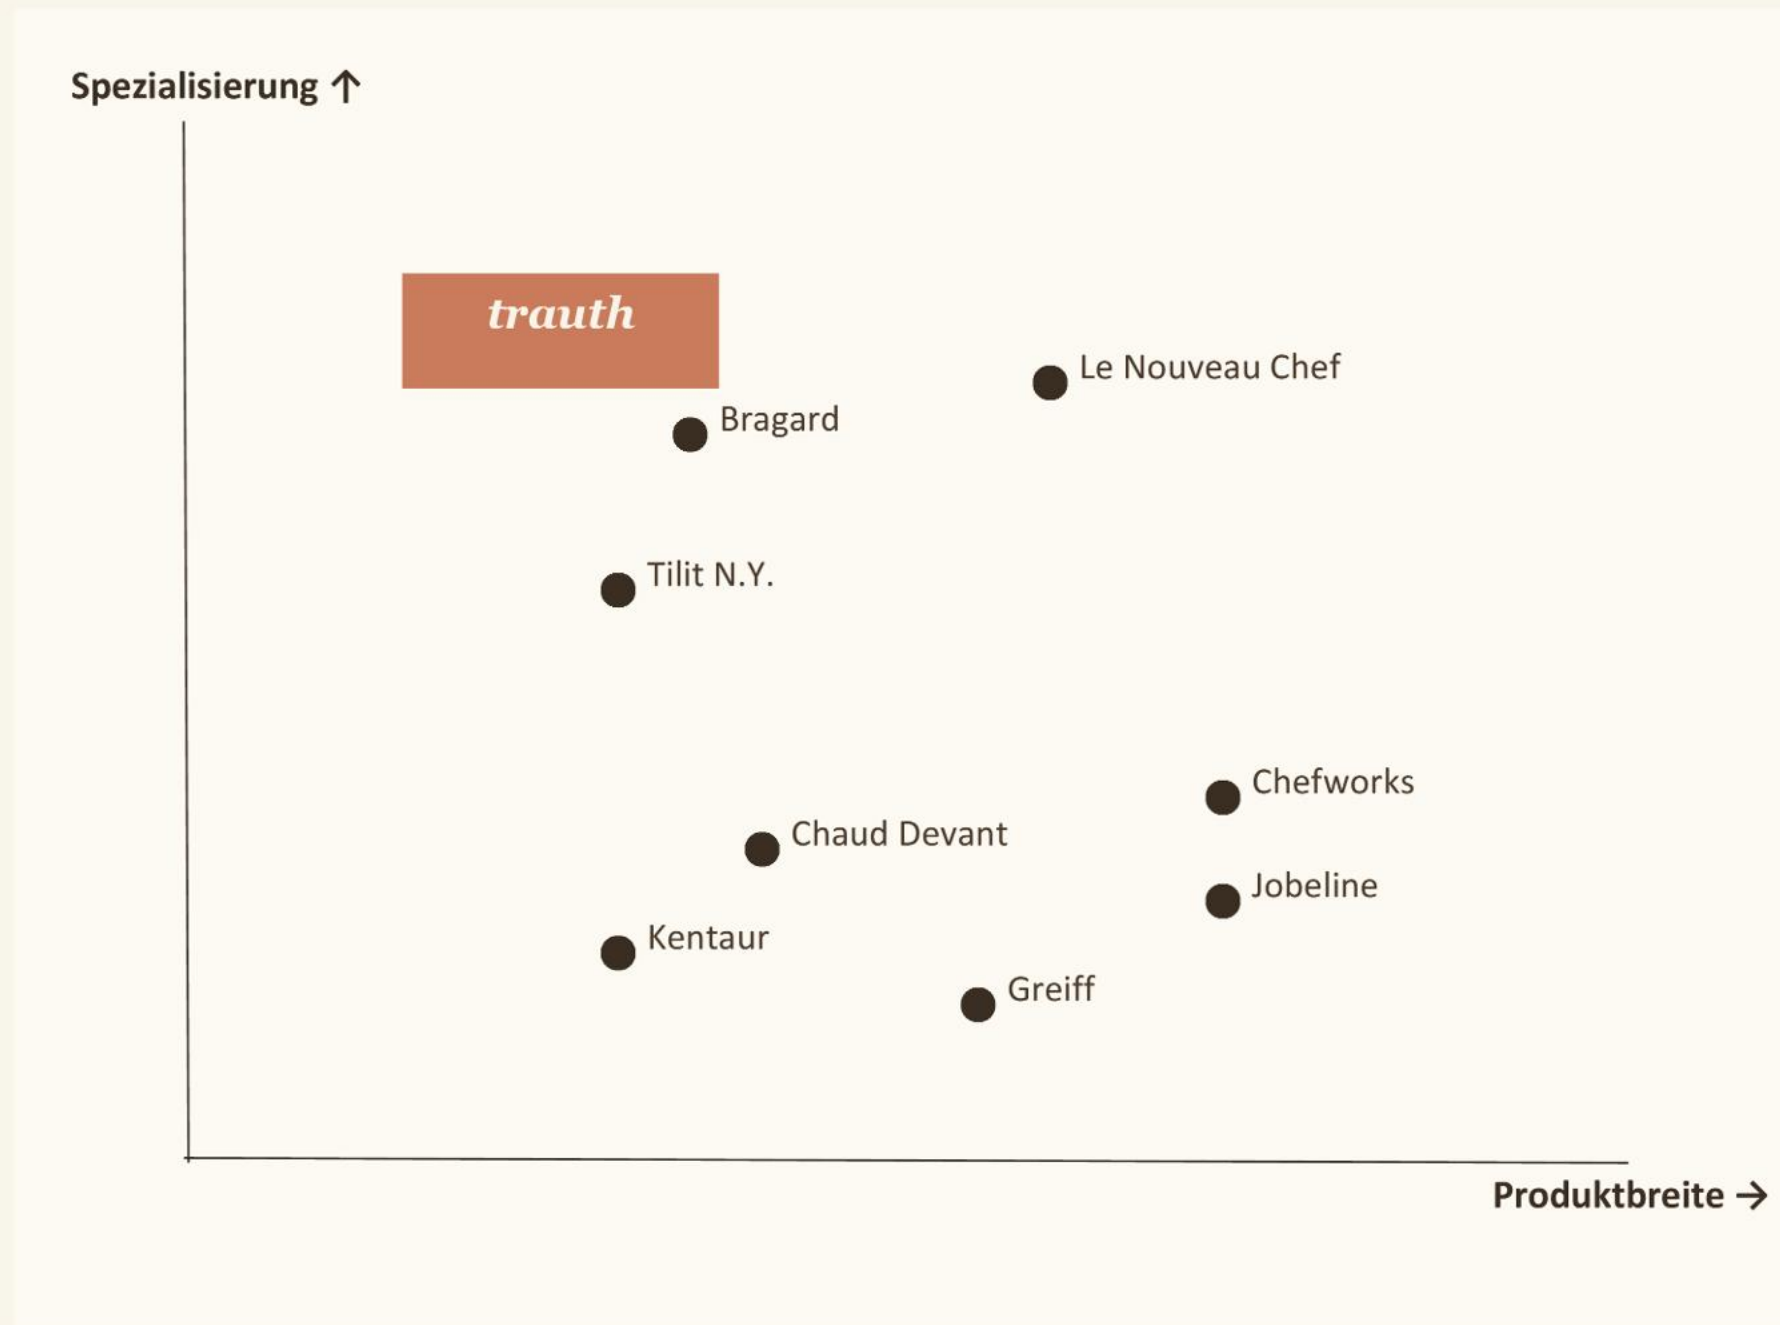 Spezialisierung ↑
trauth
Le Nouveau Chef
Bragard
Tilit N.Y.
Chefworks
Chaud Devant
Jobeline
Kentaur
Greiff
Produktbreite →